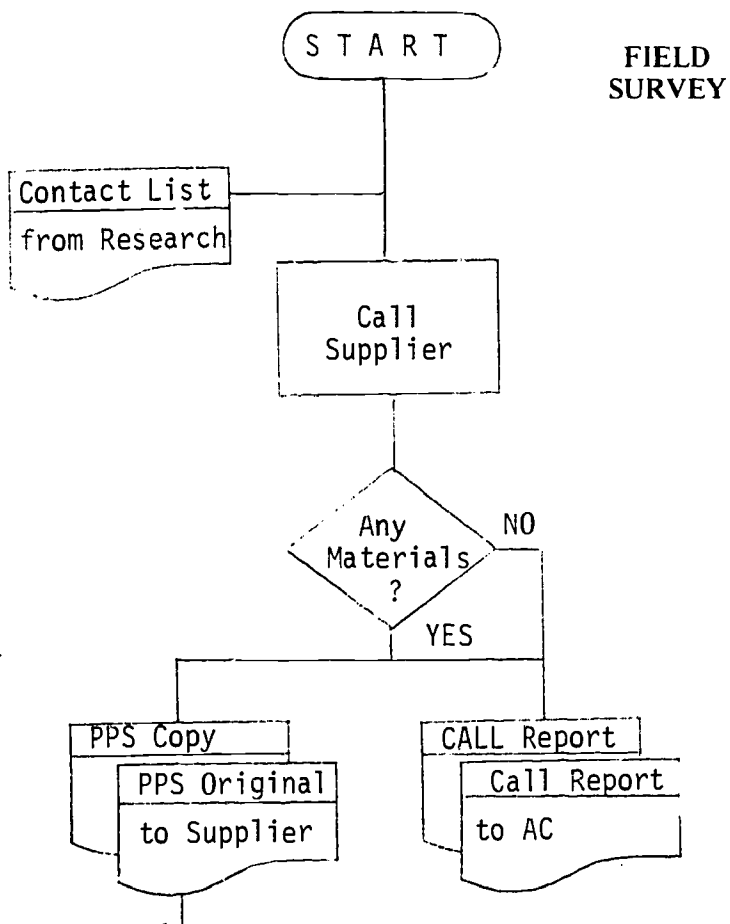 S T A R T
FIELD
SURVEY
Contact List
from Research
Call
Supplier
Any
Materials
?
NO
YES
PPS Copy
PPS Original
to Supplier
CALL Report
Call Report
to AC